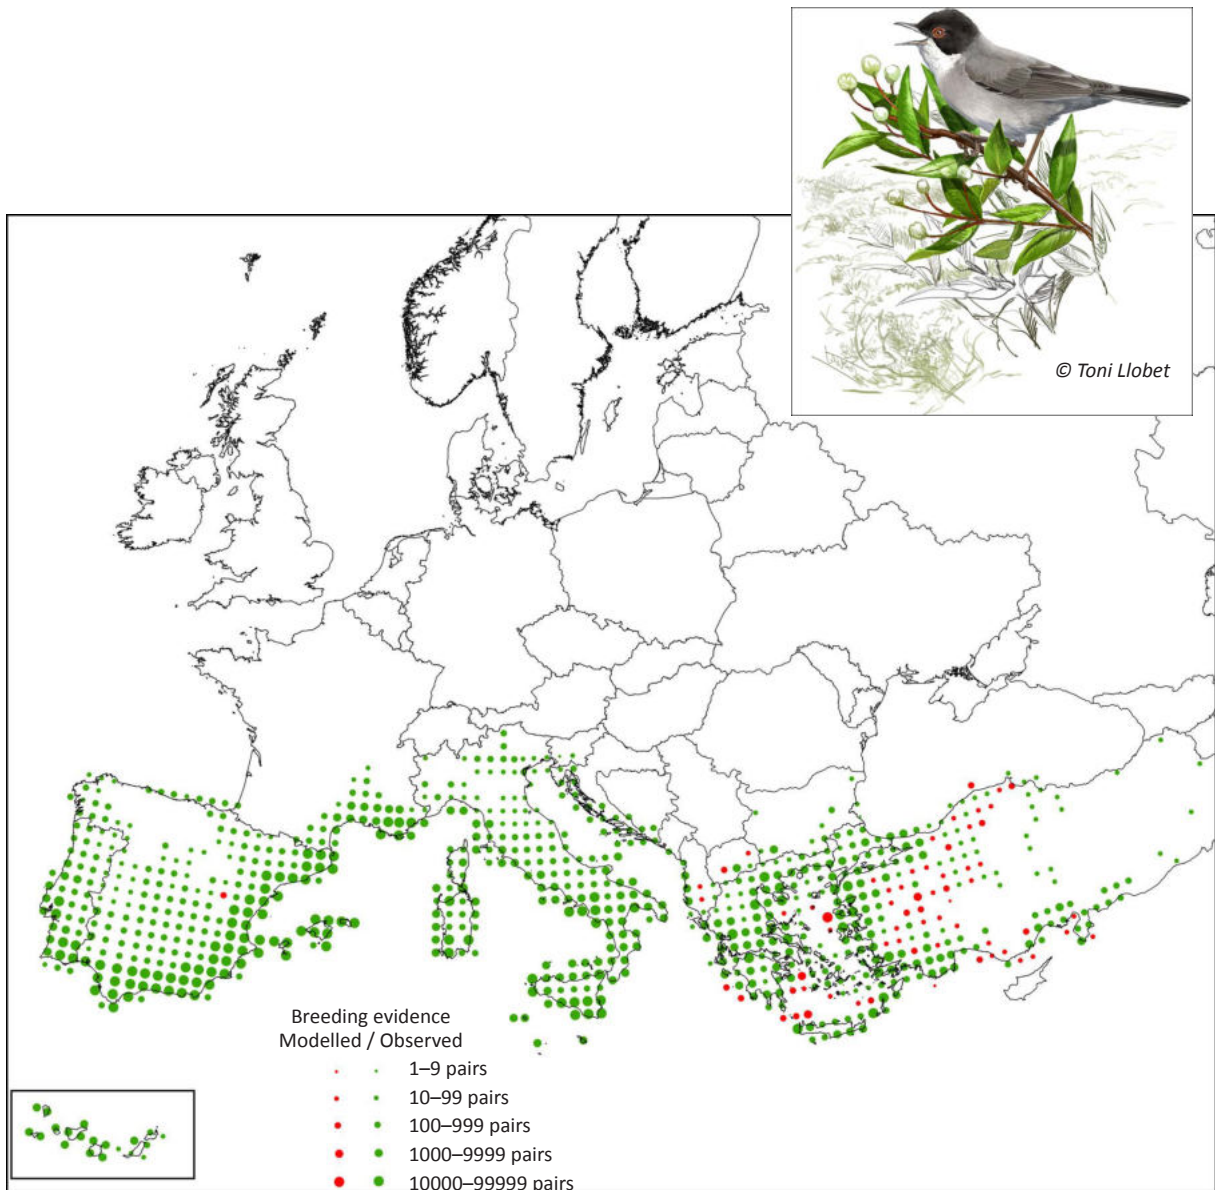 © Toni Llobet
Breeding evidence
Modelled / Observed
1–9 pairs
10–99 pairs
100–999 pairs
1000–9999 pairs
10000–99999 pairs